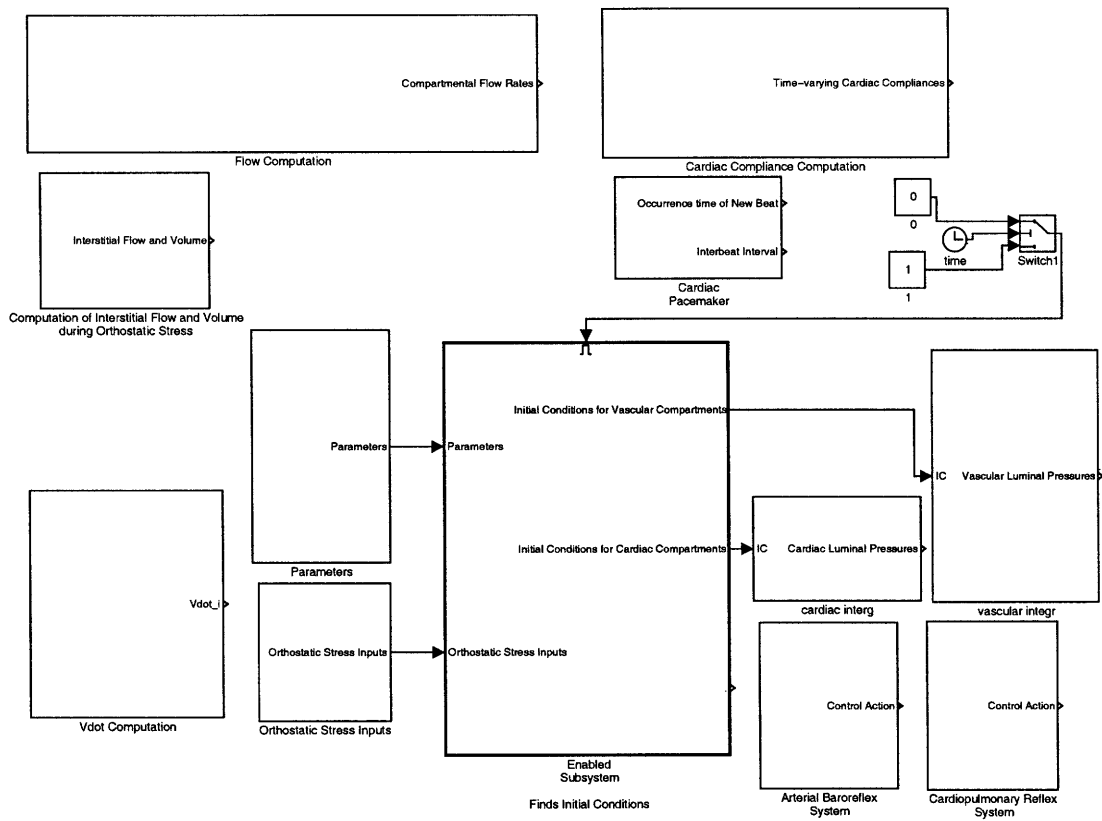 Compartmental Flow Rates
Flow Computation
Time-varying Cardiac Compliances
Cardiac Compliance Computation
Interstitial Flow and Volume
Computation of Interstitial Flow and Volume
during Orthostatic Stress
Occurrence time of New Beat
Interbeat Interval
Cardiac
Pacemaker
0
0
time
1
1
Switch1
Parameters
Parameters
Vdot_i
Vdot Computation
Orthostatic Stress Inputs
Orthostatic Stress Inputs
Initial Conditions for Vascular Compartments
Parameters
Initial Conditions for Cardiac Compartments
Orthostatic Stress Inputs
Enabled
Subsystem
Finds Initial Conditions
IC
Cardiac Luminal Pressures
cardiac interg
IC
Vascular Luminal Pressures
vascular integr
Control Action
Arterial Baroreflex
System
Control Action
Cardiopulmonary Reflex
System